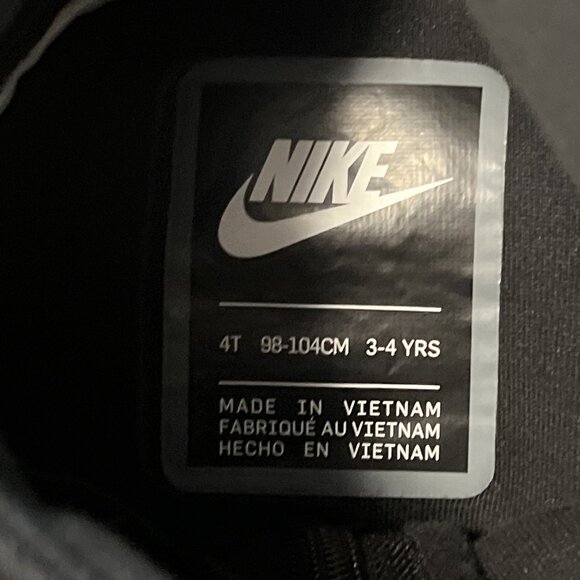 NIKE
4T 98-104CM 3-4 YRS
MADE IN VIETNAM
FABRIQUÉ AU VIETNAM
HECHO EN VIETNAM